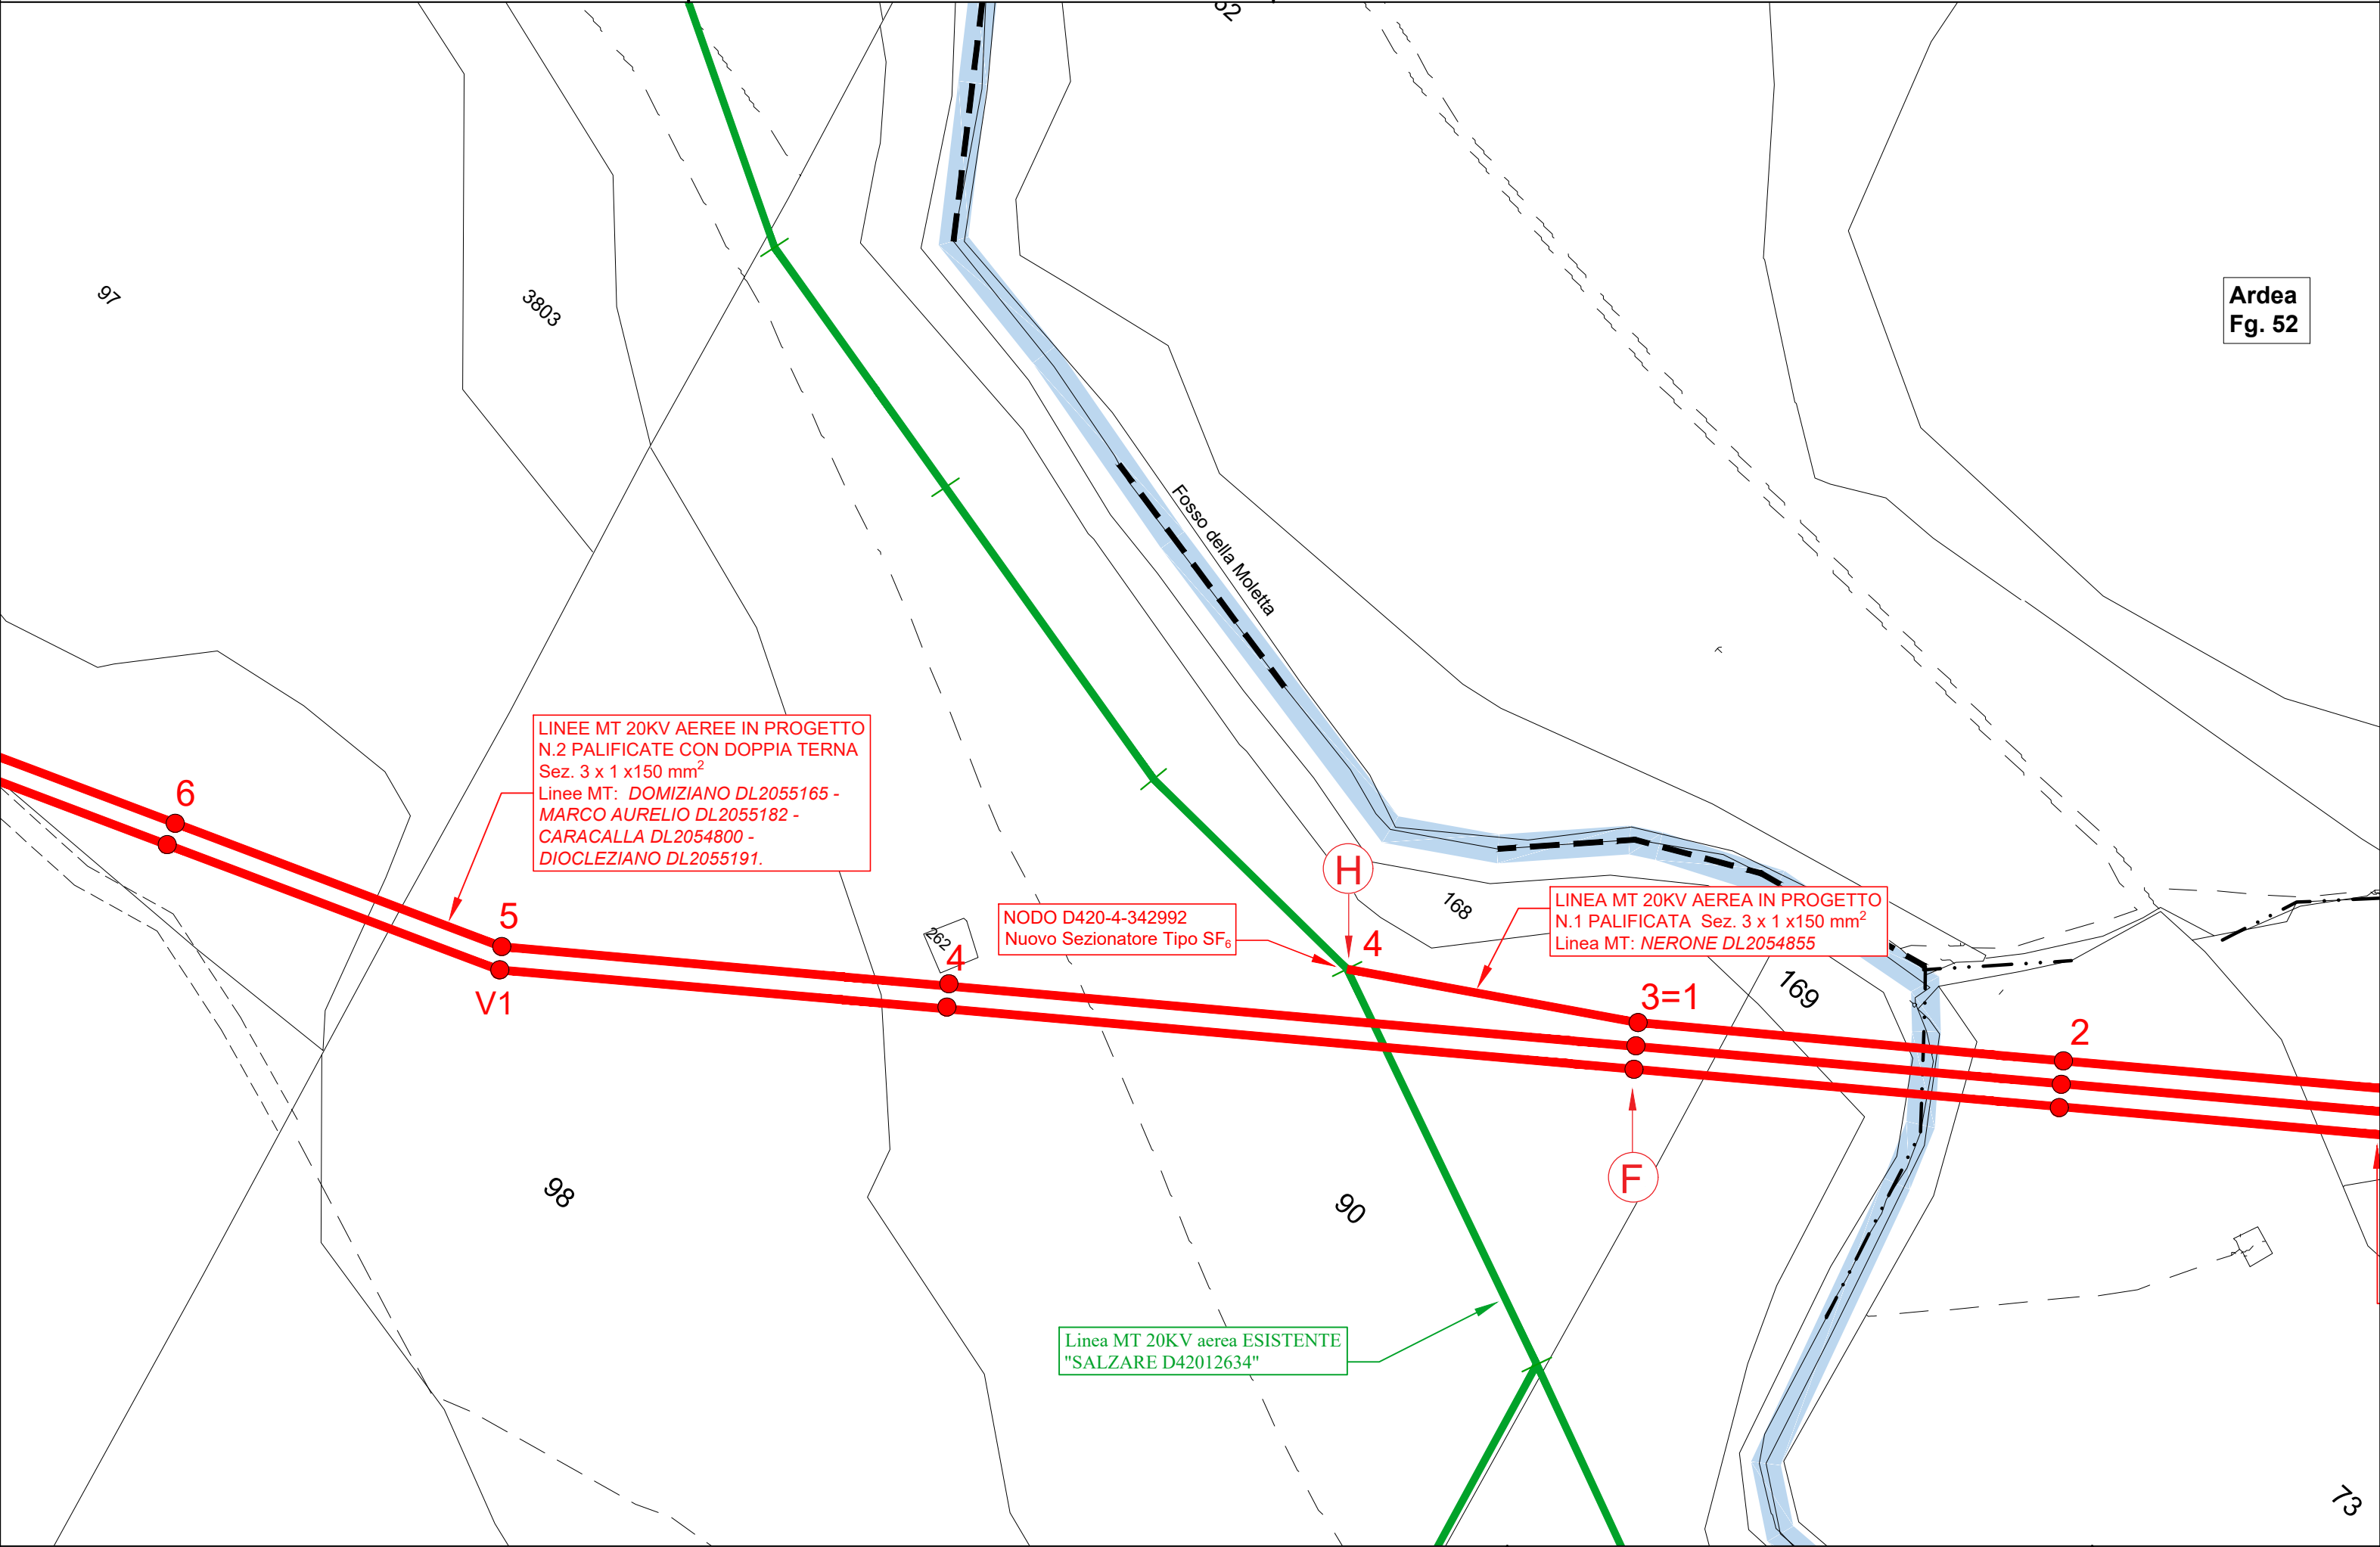 52
97
3803
Ardea
Fg. 52
Fosso della Moletta
LINEE MT 20KV AEREE IN PROGETTO
N.2 PALIFICATE CON DOPPIA TERNA
Sez. 3 x 1 x150 mm²
Linee MT: DOMIZIANO DL2055165 -
MARCO AURELIO DL2055182 -
CARACALLA DL2054800 -
DIOCLEZIANO DL2055191.
6
5
V1
262
4
NODO D420-4-342992
Nuovo Sezionatore Tipo SF₆
H
4
168
LINEA MT 20KV AEREA IN PROGETTO
N.1 PALIFICATA Sez. 3 x 1 x150 mm²
Linea MT: NERONE DL2054855
169
3=1
2
F
98
90
Linea MT 20KV aerea ESISTENTE
"SALZARE D42012634"
73